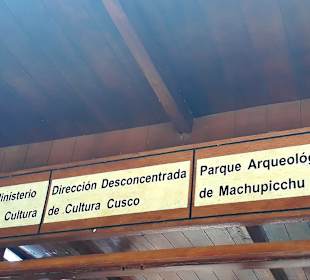 inisterio
Cultura
Dirección Desconcentrada
de Cultura Cusco
Parque Arqueológ
de Machupicchu